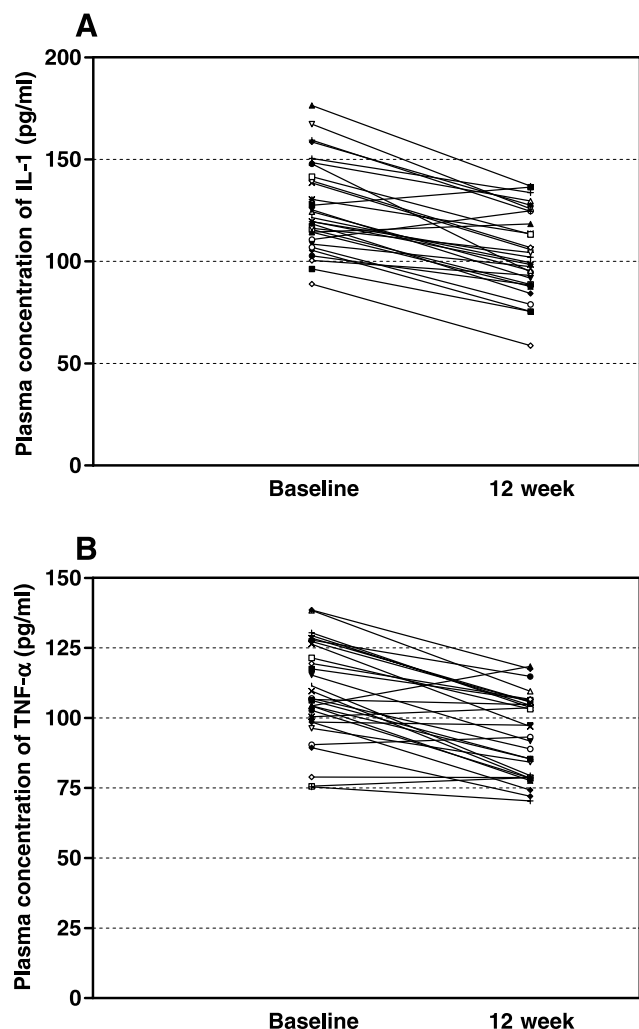 A
Plasma concentration of IL-1 (pg/ml)
200
150
100
50
0
Baseline 12 week
B
Plasma concentration of TNF-α (pg/ml)
150
125
100
75
50
25
0
Baseline 12 week